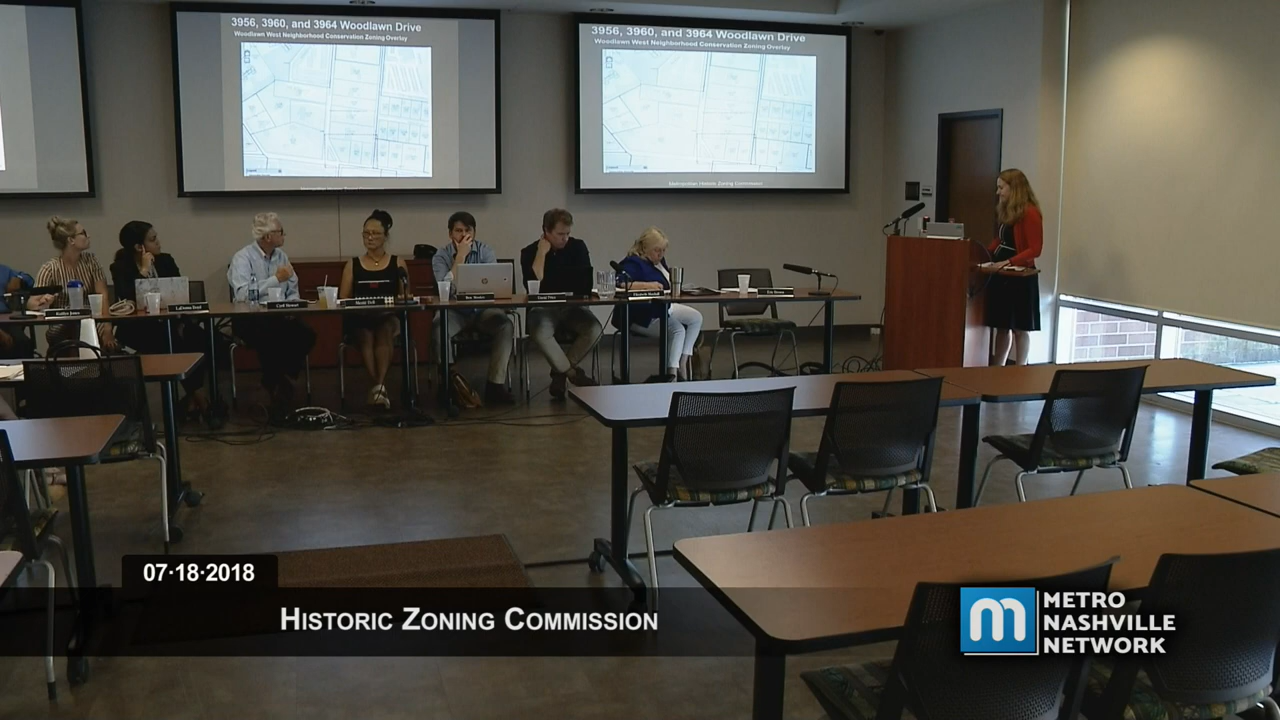 3956, 3960, and 3964 Woodlawn Drive
Woodlawn West Neighborhood Conservation Zoning Overlay
3956, 3960, and 3964 Woodlawn Drive
Woodlawn West Neighborhood Conservation Zoning Overlay
Metropolitan Historic Zoning Commission
07·18·2018
HISTORIC ZONING COMMISSION
METRO
NASHVILLE
NETWORK